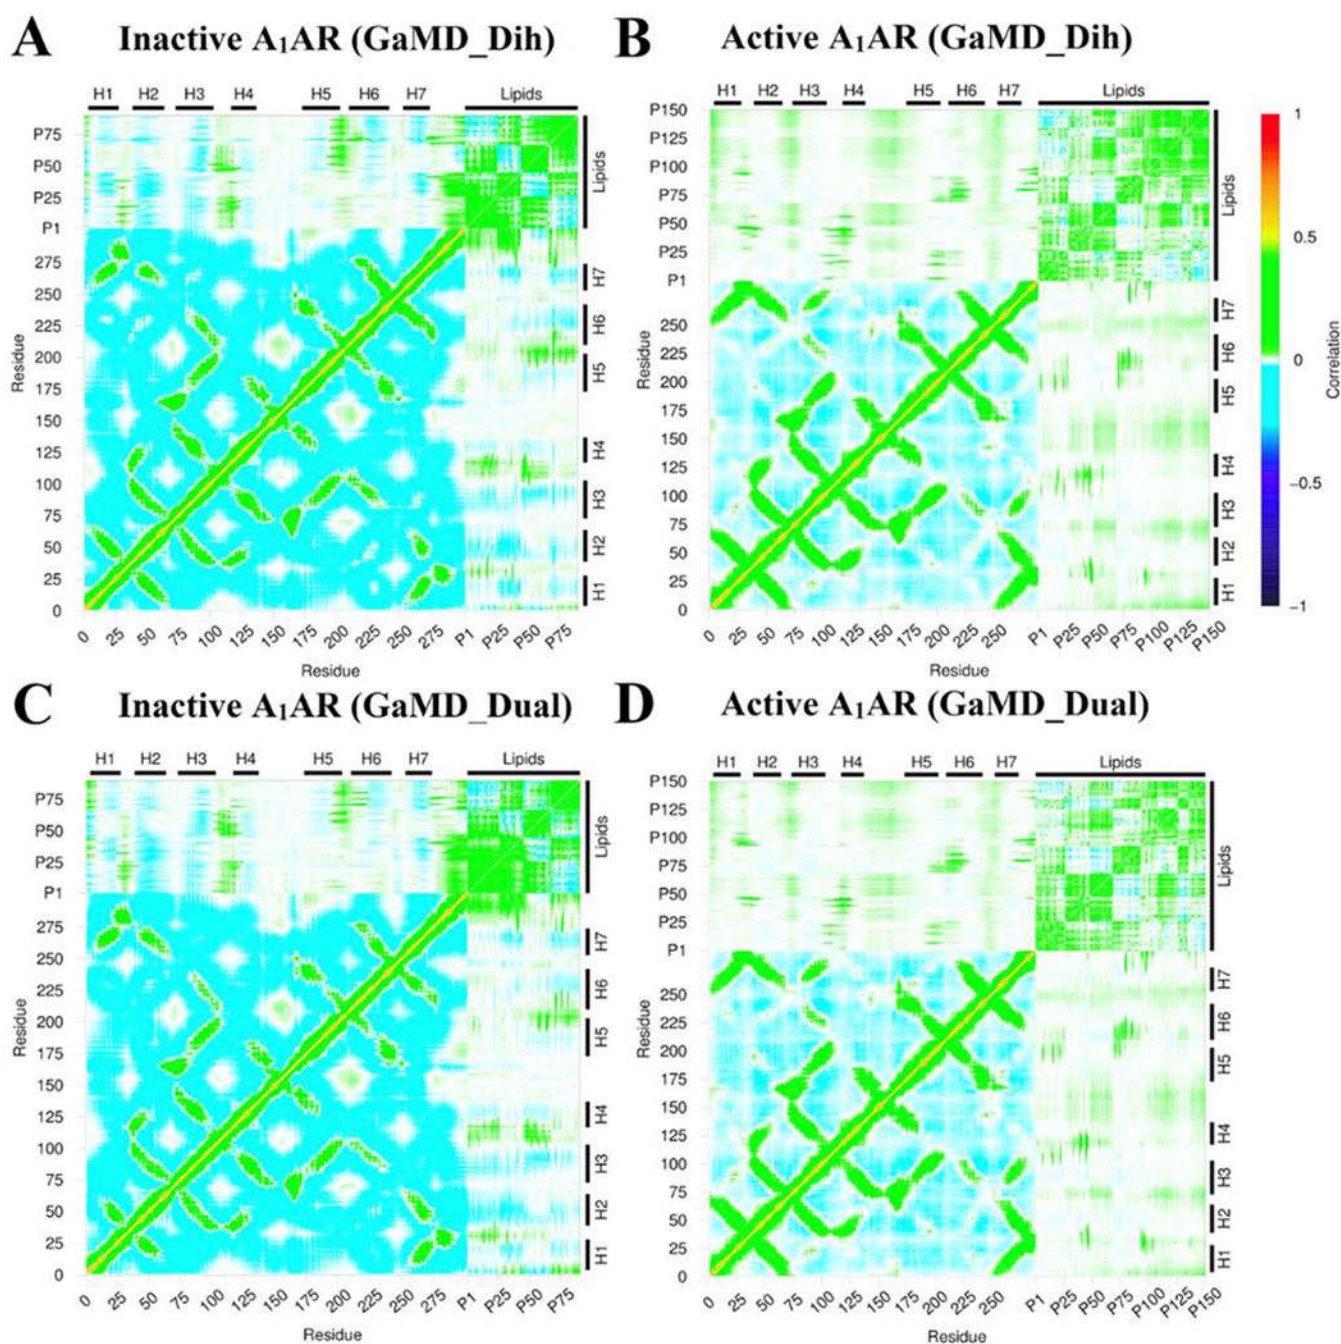 A Inactive A₁AR (GaMD_Dih)
H1 H2 H3 H4 H5 H6 H7 Lipids
P75
P50
P25
P1
275
250
225
200
175
150
125
100
75
50
25
0
Residue
Lipids
H7
H6
H5
H4
H3
H2
H1
0 25 50 75 100 125 150 175 200 225 250 275 P1 P25 P50 P75
Residue
B Active A₁AR (GaMD_Dih)
H1 H2 H3 H4 H5 H6 H7 Lipids
P150
P125
P100
P75
P50
P25
P1
250
225
200
175
150
125
100
75
50
25
0
Residue
Lipids
H7
H6
H5
H4
H3
H2
H1
0 25 50 75 100 125 150 175 200 225 250 P1 P25 P50 P75 P100 P125 P150
Residue
1
0.5
0
−0.5
−1
Correlation
C Inactive A₁AR (GaMD_Dual)
H1 H2 H3 H4 H5 H6 H7 Lipids
P75
P50
P25
P1
275
250
225
200
175
150
125
100
75
50
25
0
Residue
Lipids
H7
H6
H5
H4
H3
H2
H1
0 25 50 75 100 125 150 175 200 225 250 275 P1 P25 P50 P75
Residue
D Active A₁AR (GaMD_Dual)
H1 H2 H3 H4 H5 H6 H7 Lipids
P150
P125
P100
P75
P50
P25
P1
250
225
200
175
150
125
100
75
50
25
0
Residue
Lipids
H7
H6
H5
H4
H3
H2
H1
0 25 50 75 100 125 150 175 200 225 250 P1 P25 P50 P75 P100 P125 P150
Residue